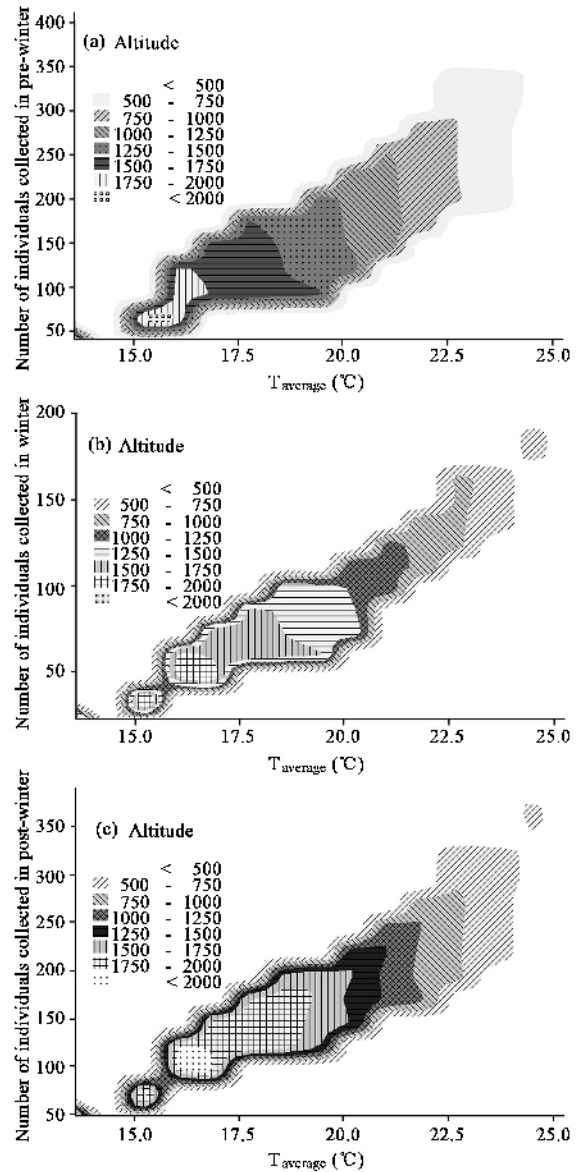 Number of individuals collected in pre-winter
400
350
300
250
200
150
100
50
(a) Altitude
< 500
500 - 750
750 - 1000
1000 - 1250
1250 - 1500
1500 - 1750
1750 - 2000
< 2000
15.0 17.5 20.0 22.5 25.0
Taverage (℃)
Number of individuals collected in winter
200
150
100
50
(b) Altitude
< 500
500 - 750
750 - 1000
1000 - 1250
1250 - 1500
1500 - 1750
1750 - 2000
< 2000
15.0 17.5 20.0 22.5 25.0
Taverage (℃)
Number of individuals collected in post-winter
350
300
250
200
150
100
50
(c) Altitude
< 500
500 - 750
750 - 1000
1000 - 1250
1250 - 1500
1500 - 1750
1750 - 2000
< 2000
15.0 17.5 20.0 22.5 25.0
Taverage (℃)